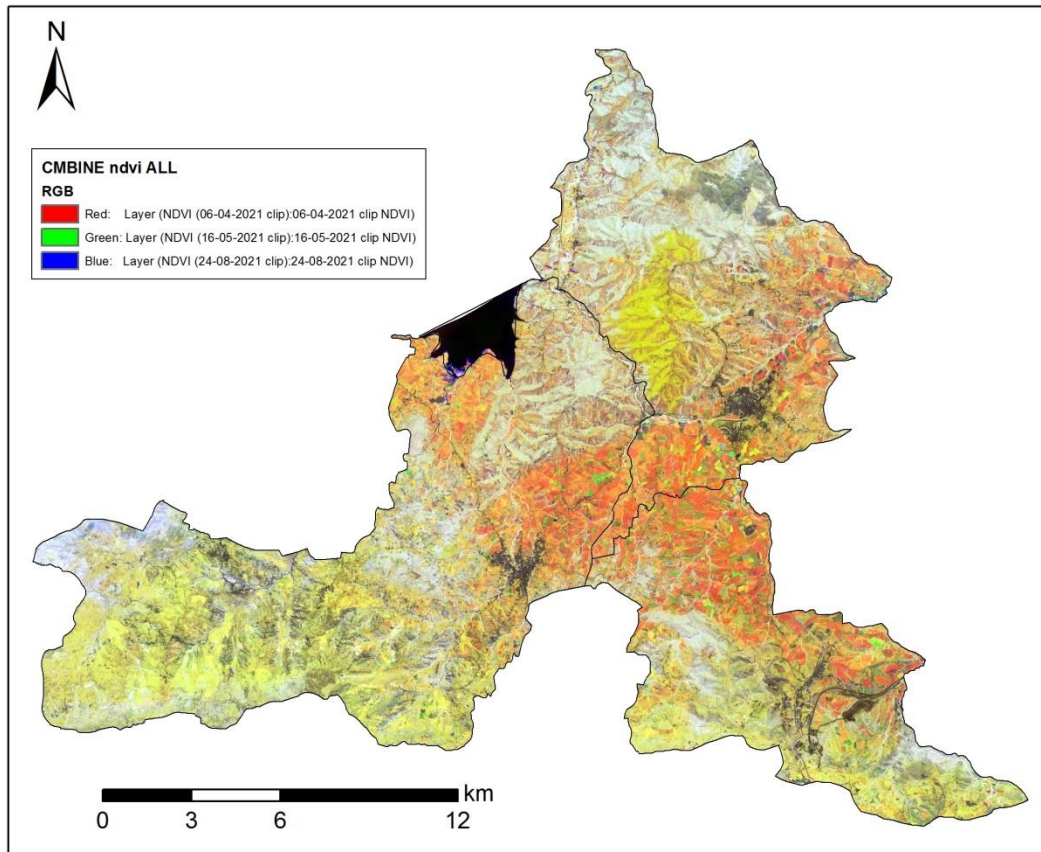 N
CMBINE ndvi ALL
RGB
Red: Layer (NDVI (06-04-2021 clip):06-04-2021 clip NDVI)
Green: Layer (NDVI (16-05-2021 clip):16-05-2021 clip NDVI)
Blue: Layer (NDVI (24-08-2021 clip):24-08-2021 clip NDVI)
km
0 3 6 12